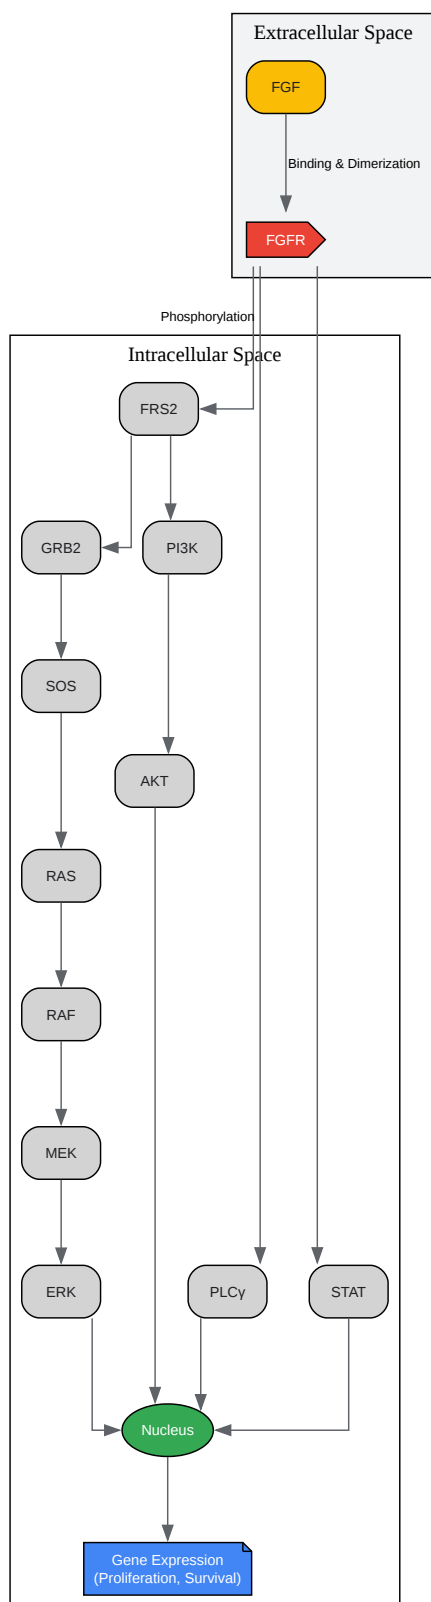 Extracellular Space
FGF
Binding & Dimerization
FGFR
Phosphorylation
Intracellular Space
FRS2
GRB2
PI3K
SOS
AKT
RAS
RAF
MEK
ERK
PLCγ
STAT
Nucleus
Gene Expression
(Proliferation, Survival)